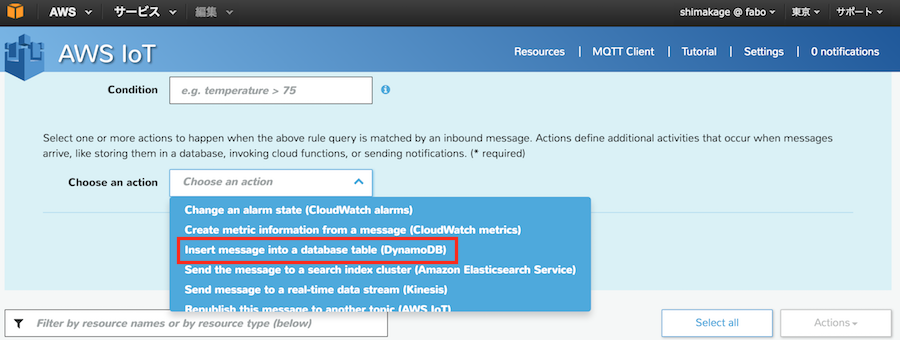 AWS サービス 編集 shimakage @ fabo 東京 サポート
AWS IoT Resources MQTT Client Tutorial Settings 0 notifications
Condition e.g. temperature > 75
Select one or more actions to happen when the above rule query is matched by an inbound message. Actions define additional activities that occur when messages
arrive, like storing them in a database, invoking cloud functions, or sending notifications. (* required)
Choose an action Choose an action
Change an alarm state (CloudWatch alarms)
Create metric information from a message (CloudWatch metrics)
Insert message into a database table (DynamoDB)
Send the message to a search index cluster (Amazon Elasticsearch Service)
Send message to a real-time data stream (Kinesis)
Republish this message to another topic (AWS IoT)
Filter by resource names or by resource type (below) Select all Actions